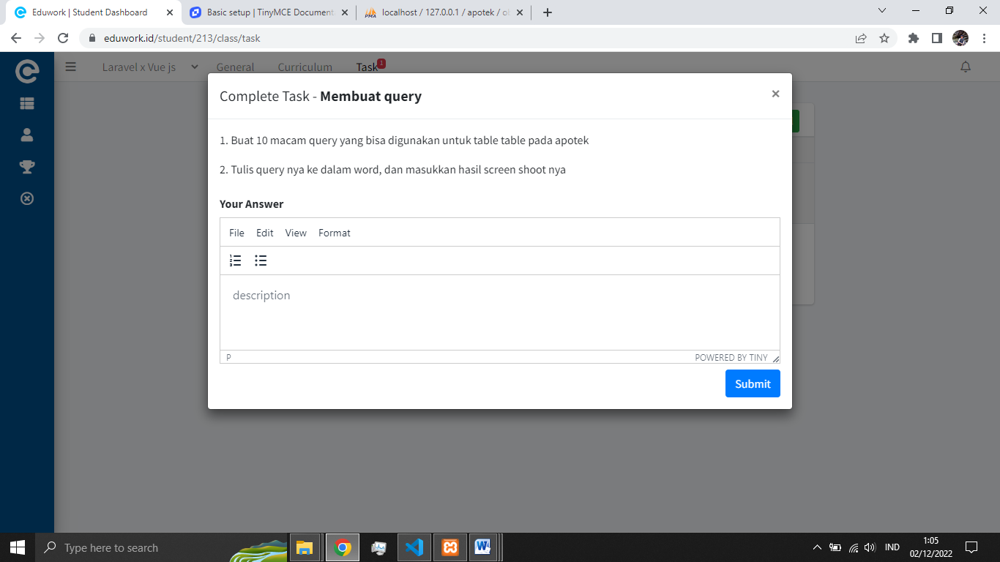 Eduwork | Student Dashboard
Basic setup | TinyMCE Document
localhost / 127.0.0.1 / apotek / o
eduwork.id/student/213/class/task
Laravel x Vue js
General
Curriculum
Task
1
Complete Task - Membuat query
×
1. Buat 10 macam query yang bisa digunakan untuk table table pada apotek
2. Tulis query nya ke dalam word, dan masukkan hasil screen shoot nya
Your Answer
File Edit View Format
description
P
POWERED BY TINY
Submit
Type here to search
IND
1:05
02/12/2022